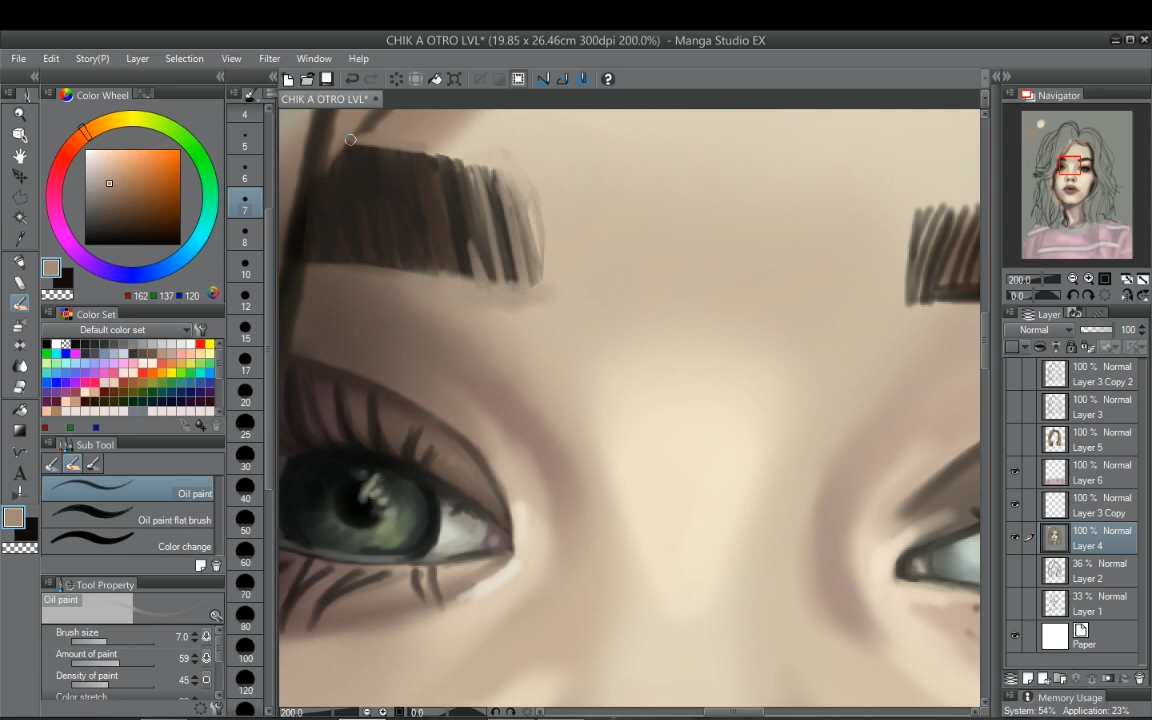 CHIK A OTRO LVL* (19.85 x 26.46cm 300dpi 200.0%) - Manga Studio EX
File Edit Story(P) Layer Selection View Filter Window Help
CHIK A OTRO LVL*
Color Wheel
162 137 120
Color Set
Default color set
Sub Tool
Oil paint
Oil paint flat brush
Color change
Tool Property
Oil paint
Brush size 7.0
Amount of paint 59
Density of paint 45
Color stretch
4
5
6
7
8
10
12
15
17
20
25
30
40
50
60
70
80
100
120
200.0 0.0
Navigator
200.0
0.0
Layer
Normal 100
100 % Normal
Layer 3 Copy 2
100 % Normal
Layer 3
100 % Normal
Layer 5
100 % Normal
Layer 6
100 % Normal
Layer 3 Copy
100 % Normal
Layer 4
36 % Normal
Layer 2
33 % Normal
Layer 1
Paper
Memory Usage
System: 54% Application: 23%